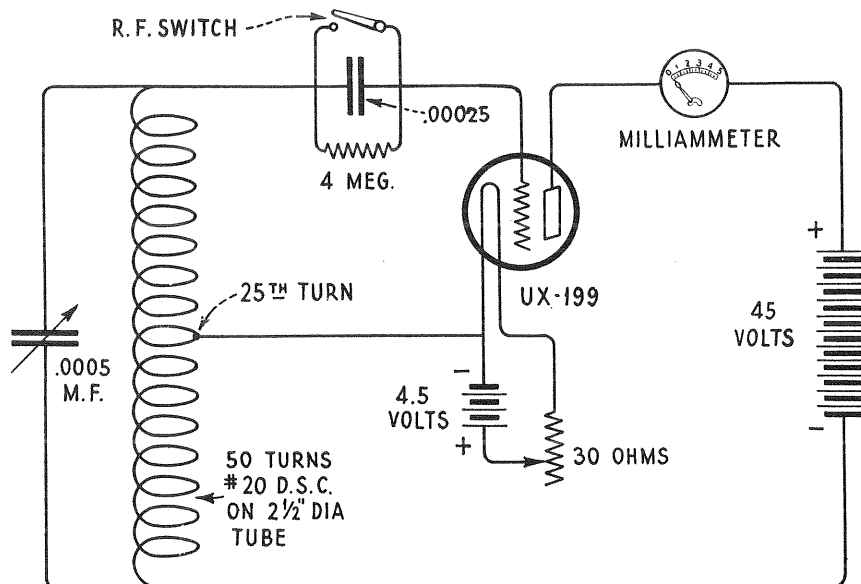 R.F. SWITCH
0 1 2 3 4 5
.00025
MILLIAMMETER
4 MEG.
+
UX-199
25TH TURN
45
VOLTS
.0005
M.F.
-
4.5
VOLTS
+
-
30 OHMS
50 TURNS
#20 D.S.C.
ON 2½" DIA
TUBE